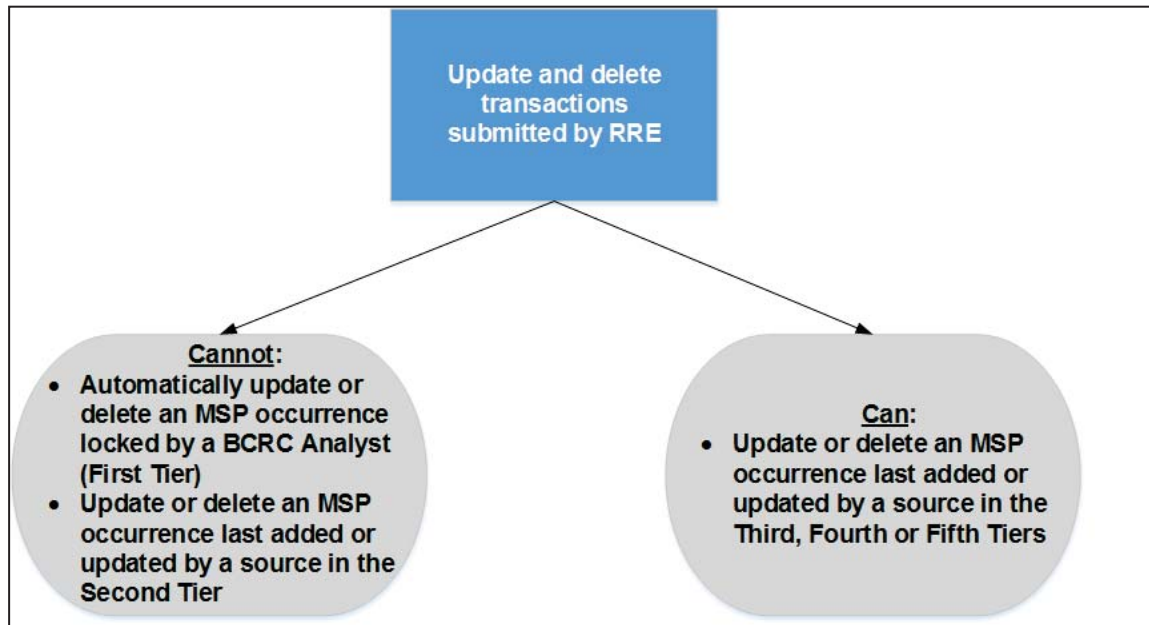 Update and delete
transactions
submitted by RRE
Cannot:
• Automatically update or
delete an MSP occurrence
locked by a BCRC Analyst
(First Tier)
• Update or delete an MSP
occurrence last added or
updated by a source in the
Second Tier
Can:
• Update or delete an MSP
occurrence last added or
updated by a source in the
Third, Fourth or Fifth Tiers